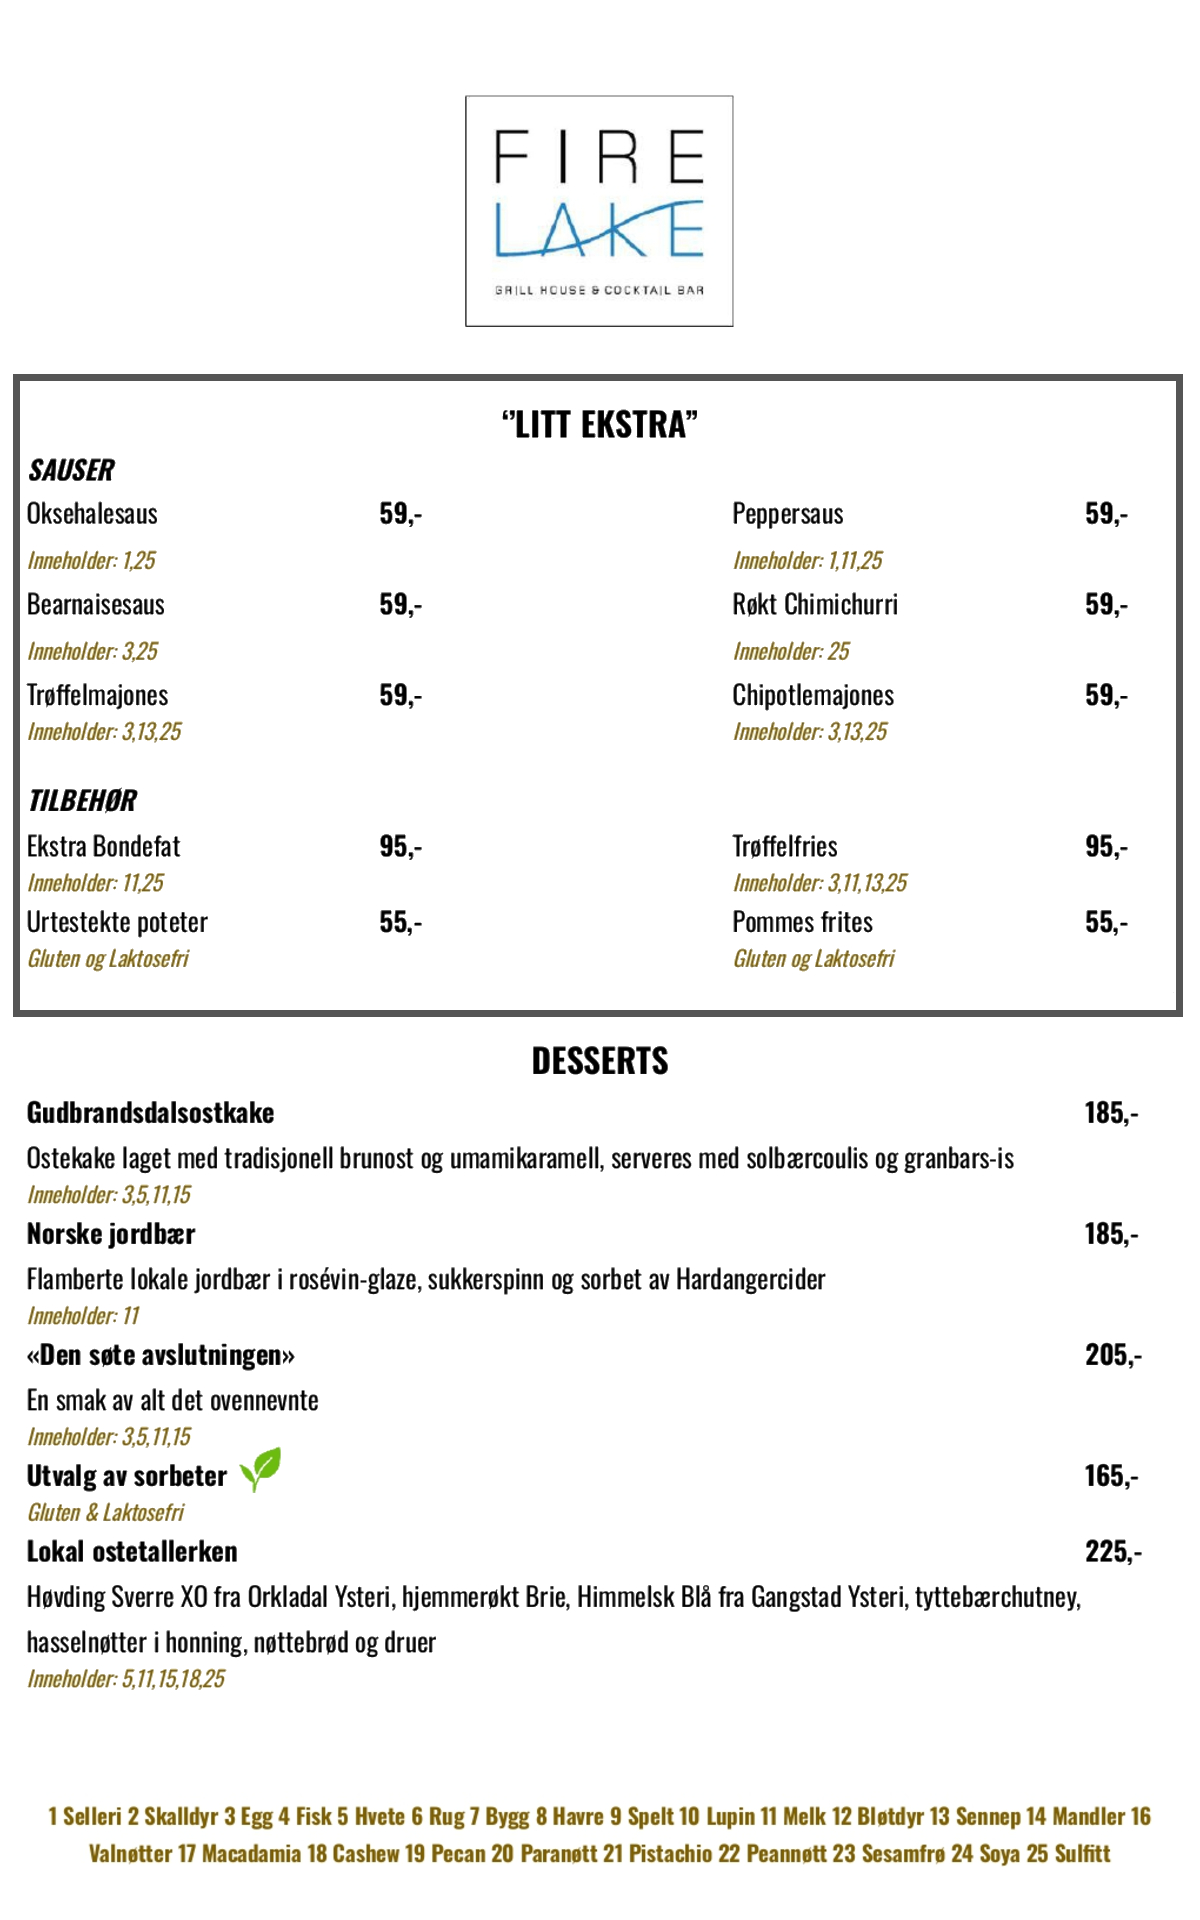 FIRE
LAKE
GRILL HOUSE & COCKTAIL BAR
‘’LITT EKSTRA”
SAUSER
Oksehalesaus 59,- Peppersaus 59,-
Inneholder: 1,25 Inneholder: 1,11,25
Bearnaisesaus 59,- Røkt Chimichurri 59,-
Inneholder: 3,25 Inneholder: 25
Trøffelmajones 59,- Chipotlemajones 59,-
Inneholder: 3,13,25 Inneholder: 3,13,25
TILBEHØR
Ekstra Bondefat 95,- Trøffelfries 95,-
Inneholder: 11,25 Inneholder: 3,11,13,25
Urtestekte poteter 55,- Pommes frites 55,-
Gluten og Laktosefri Gluten og Laktosefri
DESSERTS
Gudbrandsdalsostkake 185,-
Ostekake laget med tradisjonell brunost og umamikaramell, serveres med solbærcoulis og granbars-is
Inneholder: 3,5,11,15
Norske jordbær 185,-
Flamberte lokale jordbær i rosévin-glaze, sukkerspinn og sorbet av Hardangercider
Inneholder: 11
«Den søte avslutningen» 205,-
En smak av alt det ovennevnte
Inneholder: 3,5,11,15
Utvalg av sorbeter 165,-
Gluten & Laktosefri
Lokal ostetallerken 225,-
Høvding Sverre XO fra Orkladal Ysteri, hjemmerøkt Brie, Himmelsk Blå fra Gangstad Ysteri, tyttebærchutney,
hasselnøtter i honning, nøttebrød og druer
Inneholder: 5,11,15,18,25
1 Selleri 2 Skalldyr 3 Egg 4 Fisk 5 Hvete 6 Rug 7 Bygg 8 Havre 9 Spelt 10 Lupin 11 Melk 12 Bløtdyr 13 Sennep 14 Mandler 16
Valnøtter 17 Macadamia 18 Cashew 19 Pecan 20 Paranøtt 21 Pistachio 22 Peannøtt 23 Sesamfrø 24 Soya 25 Sulfitt